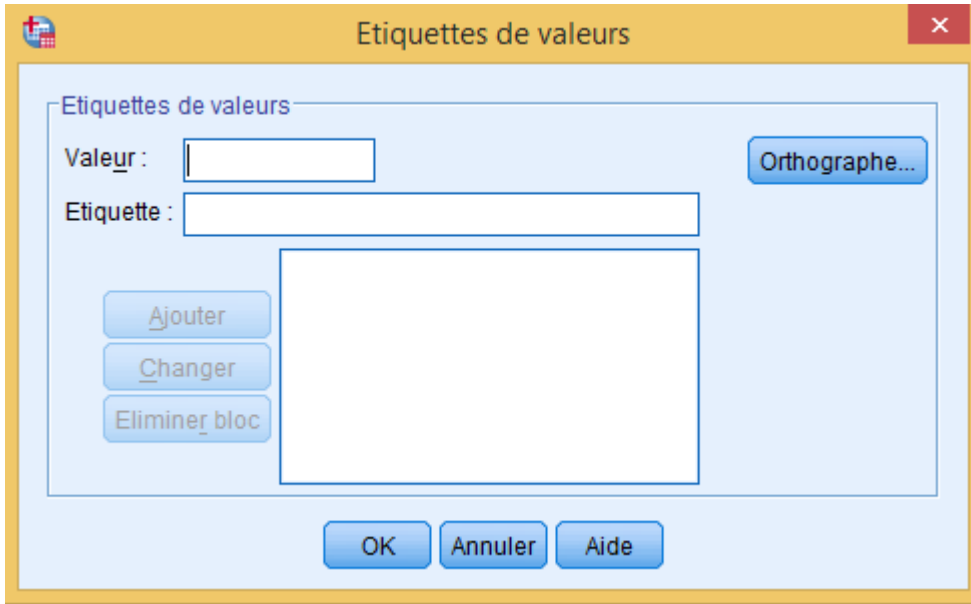 Etiquettes de valeurs
Etiquettes de valeurs
Valeur :
Orthographe...
Etiquette :
Ajouter
Changer
Eliminer bloc
OK Annuler Aide